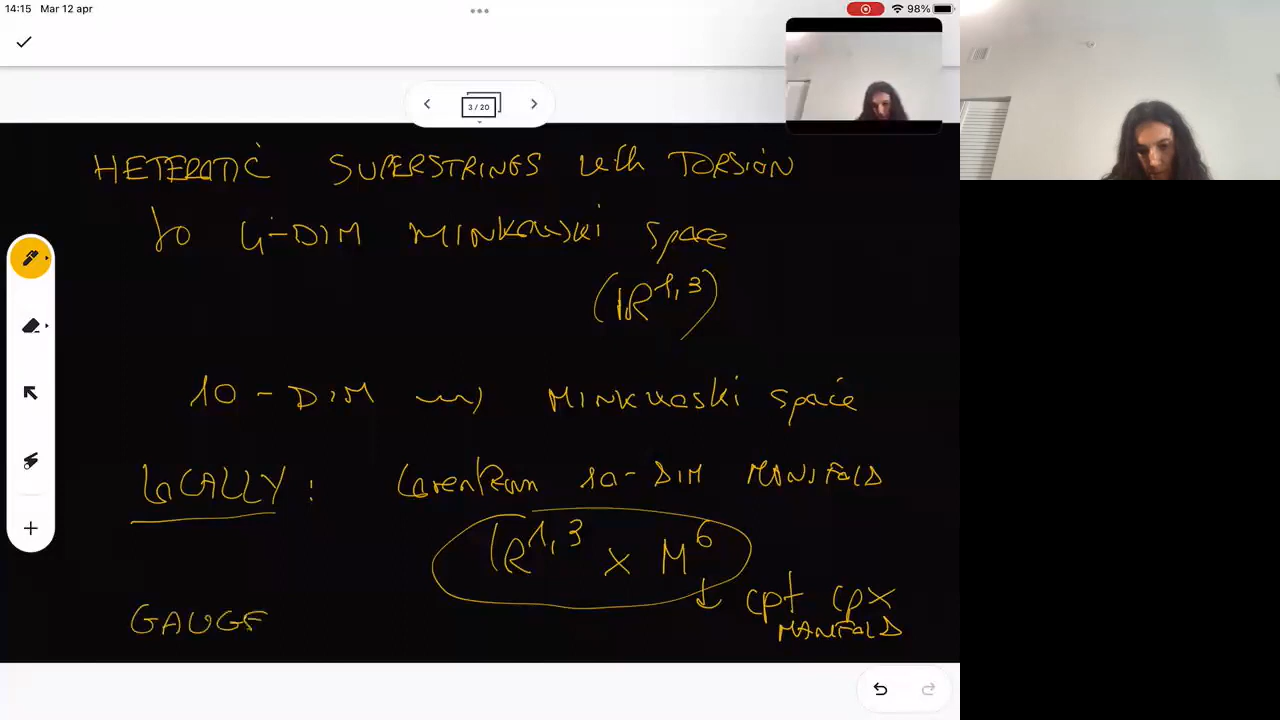 14:15 Mar 12 apr
98%
3 / 20
HETEROTIC SUPERSTRINGS with TORSION
to 4-DIM MINKOWSKI space
(ℝ^{1,3})
10-DIM ⇝ MINKOWSKI space
LOCALLY : Lorentzian 10-DIM MANIFOLD
ℝ^{1,3} × M^6
↓ cpt cpx
MANIFOLD
GAUGE